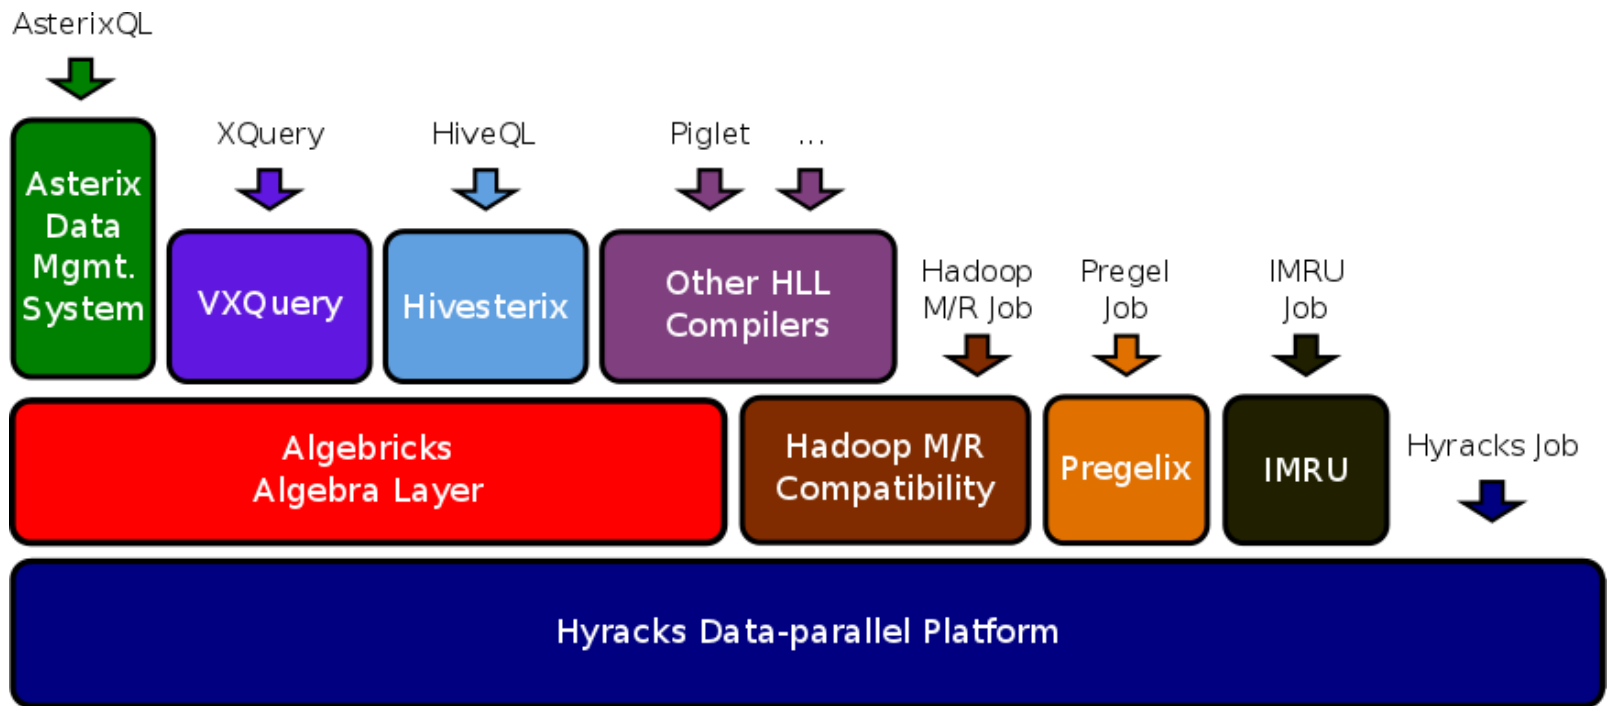 AsterixQL
Asterix
Data
Mgmt.
System
XQuery
VXQuery
HiveQL
Hivesterix
Piglet ...
Other HLL
Compilers
Hadoop
M/R Job
Pregel
Job
IMRU
Job
Algebricks
Algebra Layer
Hadoop M/R
Compatibility
Pregelix
IMRU
Hyracks Job
Hyracks Data-parallel Platform